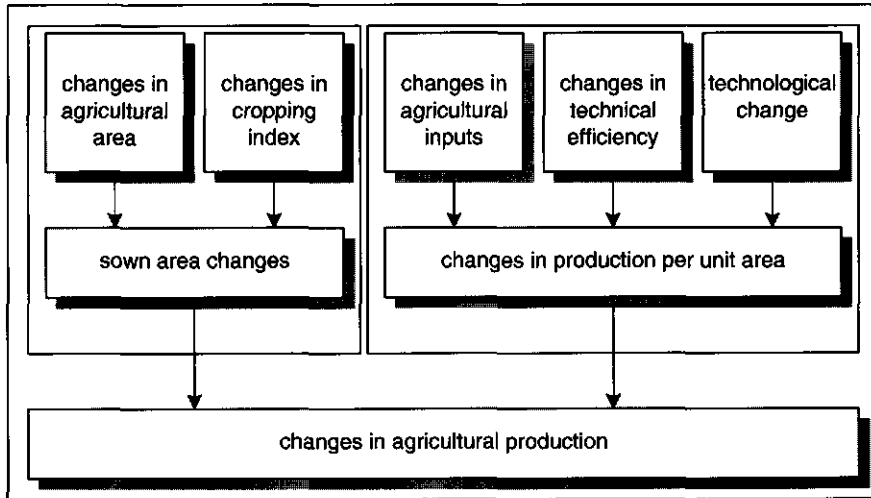 changes in
agricultural
area
changes in
cropping
index
changes in
agricultural
inputs
changes in
technical
efficiency
technological
change
sown area changes
changes in production per unit area
changes in agricultural production